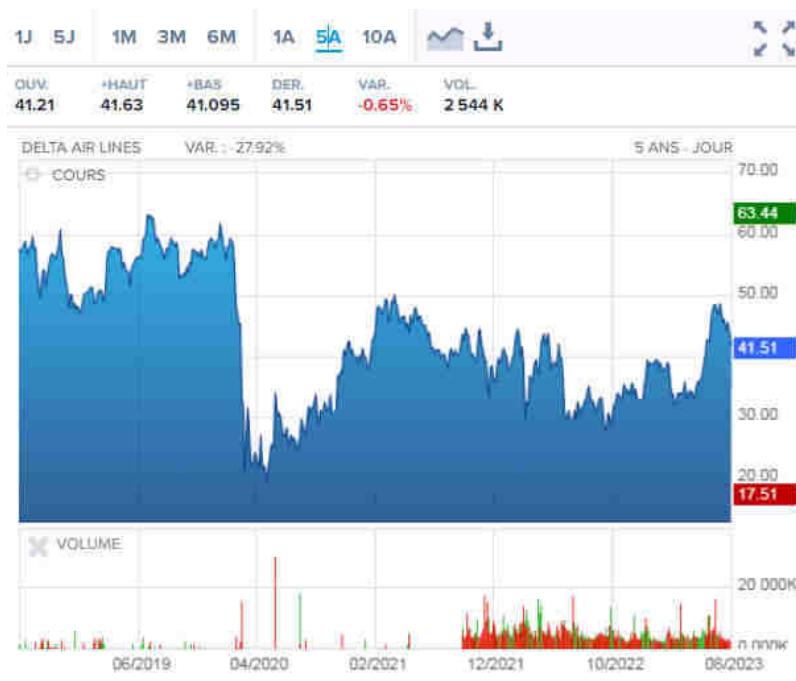 1J 5J 1M 3M 6M 1A 5A 10A
OUV. +HAUT +BAS DER. VAR. VOL.
41.21 41.63 41.095 41.51 -0.65% 2 544 K
DELTA AIR LINES VAR. : -27.92% 5 ANS - JOUR
COURS
70.00
63.44
60.00
50.00
41.51
30.00
20.00
17.51
VOLUME
20 000K
0.000K
06/2019 04/2020 02/2021 12/2021 10/2022 08/2023